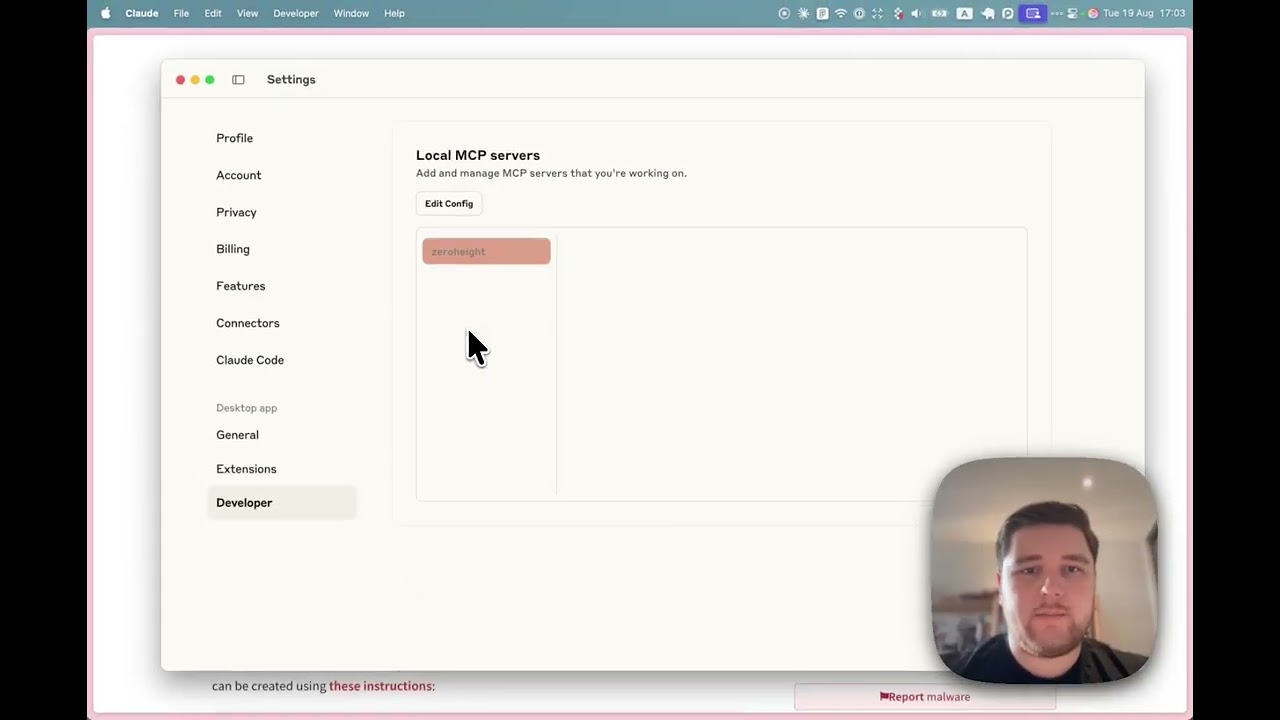 Claude File Edit View Developer Window Help
A Tue 19 Aug 17:03
Settings
Profile
Account
Privacy
Billing
Features
Connectors
Claude Code
Desktop app
General
Extensions
Developer
Local MCP servers
Add and manage MCP servers that you're working on.
Edit Config
zeroheight
can be created using these instructions:
Report malware